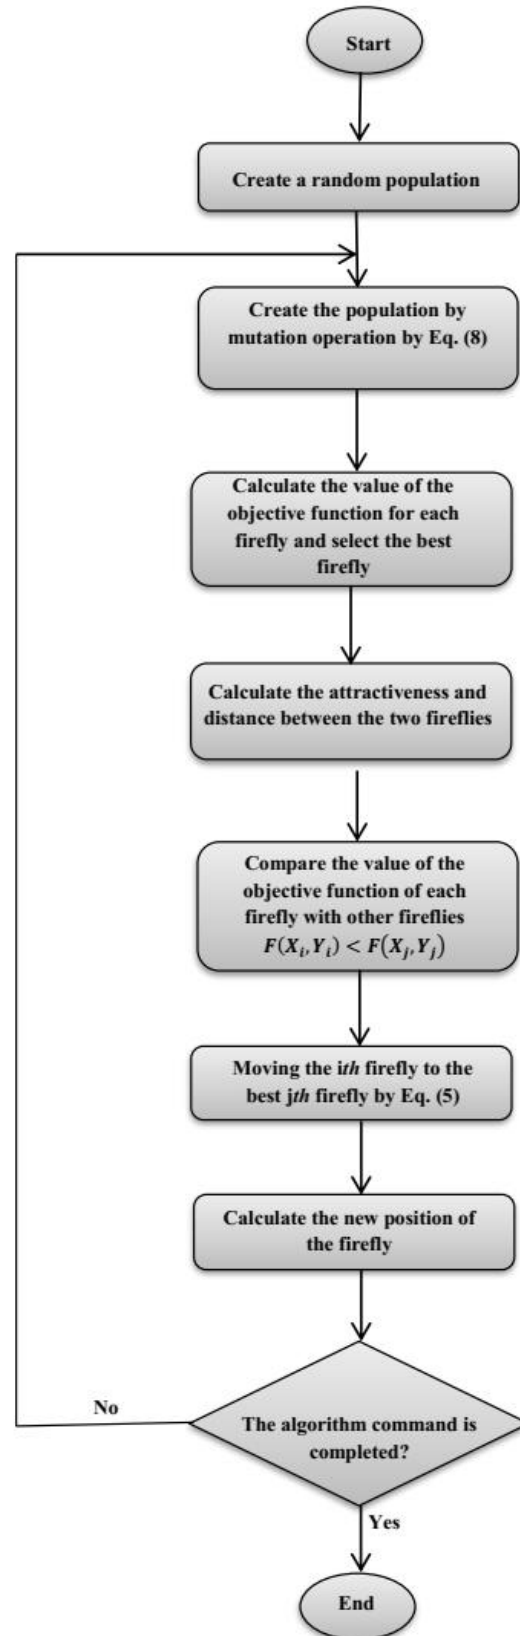 Start
Create a random population
Create the population by
mutation operation by Eq. (8)
Calculate the value of the
objective function for each
firefly and select the best
firefly
Calculate the attractiveness and
distance between the two fireflies
Compare the value of the
objective function of each
firefly with other fireflies
F(Xᵢ, Yᵢ) < F(Xⱼ, Yⱼ)
Moving the ith firefly to the
best jth firefly by Eq. (5)
Calculate the new position of
the firefly
No
The algorithm command is
completed?
Yes
End